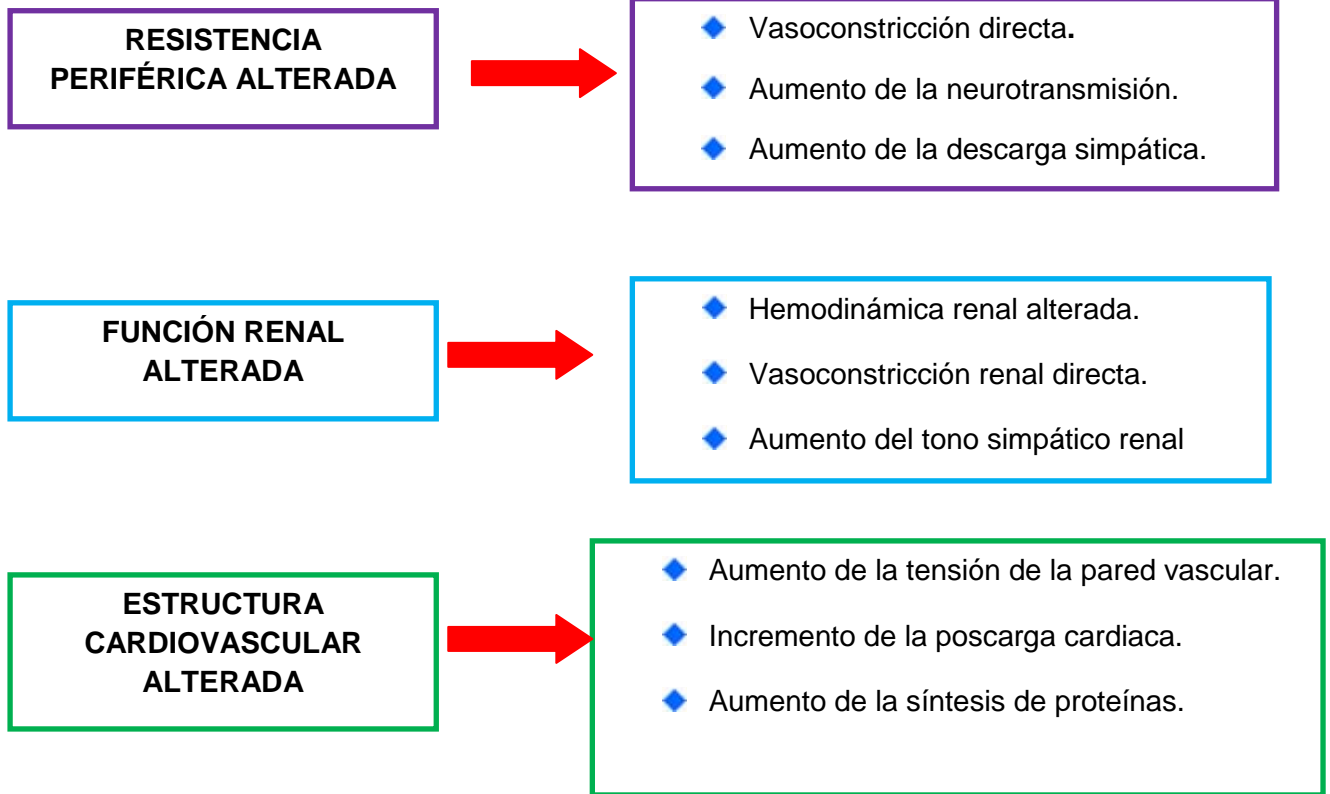 RESISTENCIA
PERIFÉRICA ALTERADA
Vasoconstricción directa.
Aumento de la neurotransmisión.
Aumento de la descarga simpática.
FUNCIÓN RENAL
ALTERADA
Hemodinámica renal alterada.
Vasoconstricción renal directa.
Aumento del tono simpático renal
ESTRUCTURA
CARDIOVASCULAR
ALTERADA
Aumento de la tensión de la pared vascular.
Incremento de la poscarga cardiaca.
Aumento de la síntesis de proteínas.